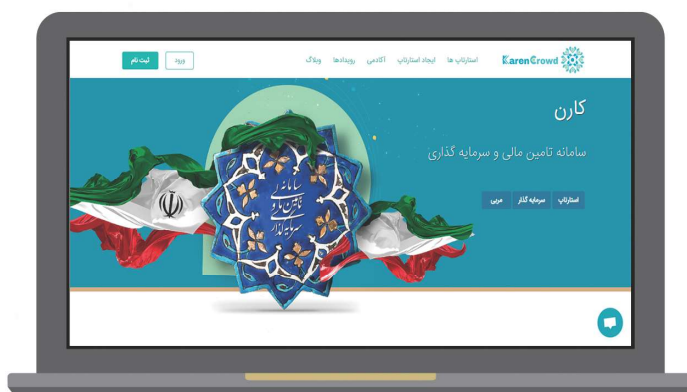 KarenCrowd
استارتاپ ها
ایجاد استارتاپ
آکادمی
رویدادها
وبلاگ
ورود
ثبت نام
کارن
سامانه تامین مالی و سرمایه گذاری
استارتاپ
سرمایه گذار
مربی
سامانه
تامین مالی و
سرمایه گذاری